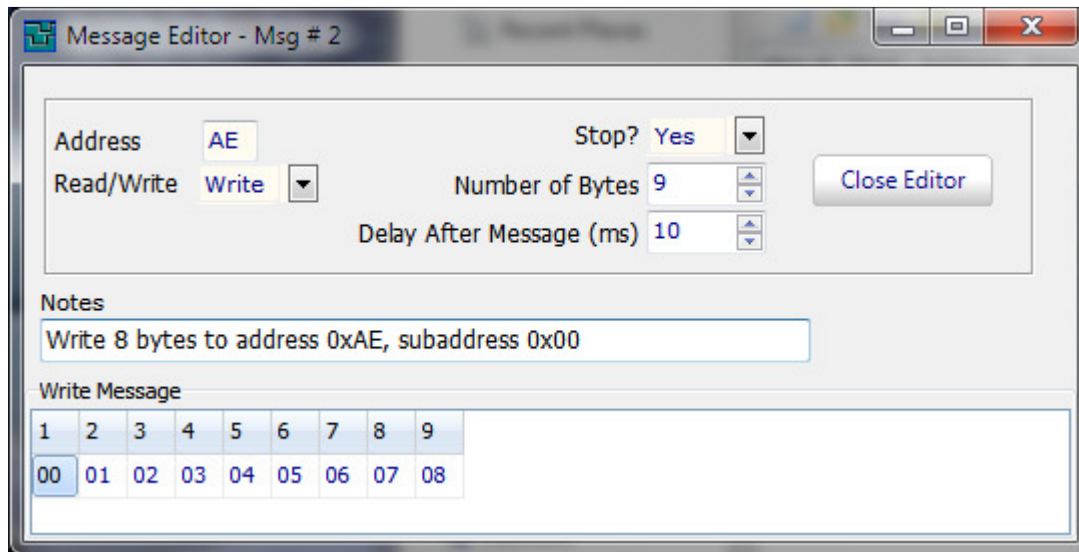 Message Editor - Msg # 2
Address AE
Stop? Yes
Read/Write Write
Number of Bytes 9
Close Editor
Delay After Message (ms) 10
Notes
Write 8 bytes to address 0xAE, subaddress 0x00
Write Message
1 2 3 4 5 6 7 8 9
00 01 02 03 04 05 06 07 08